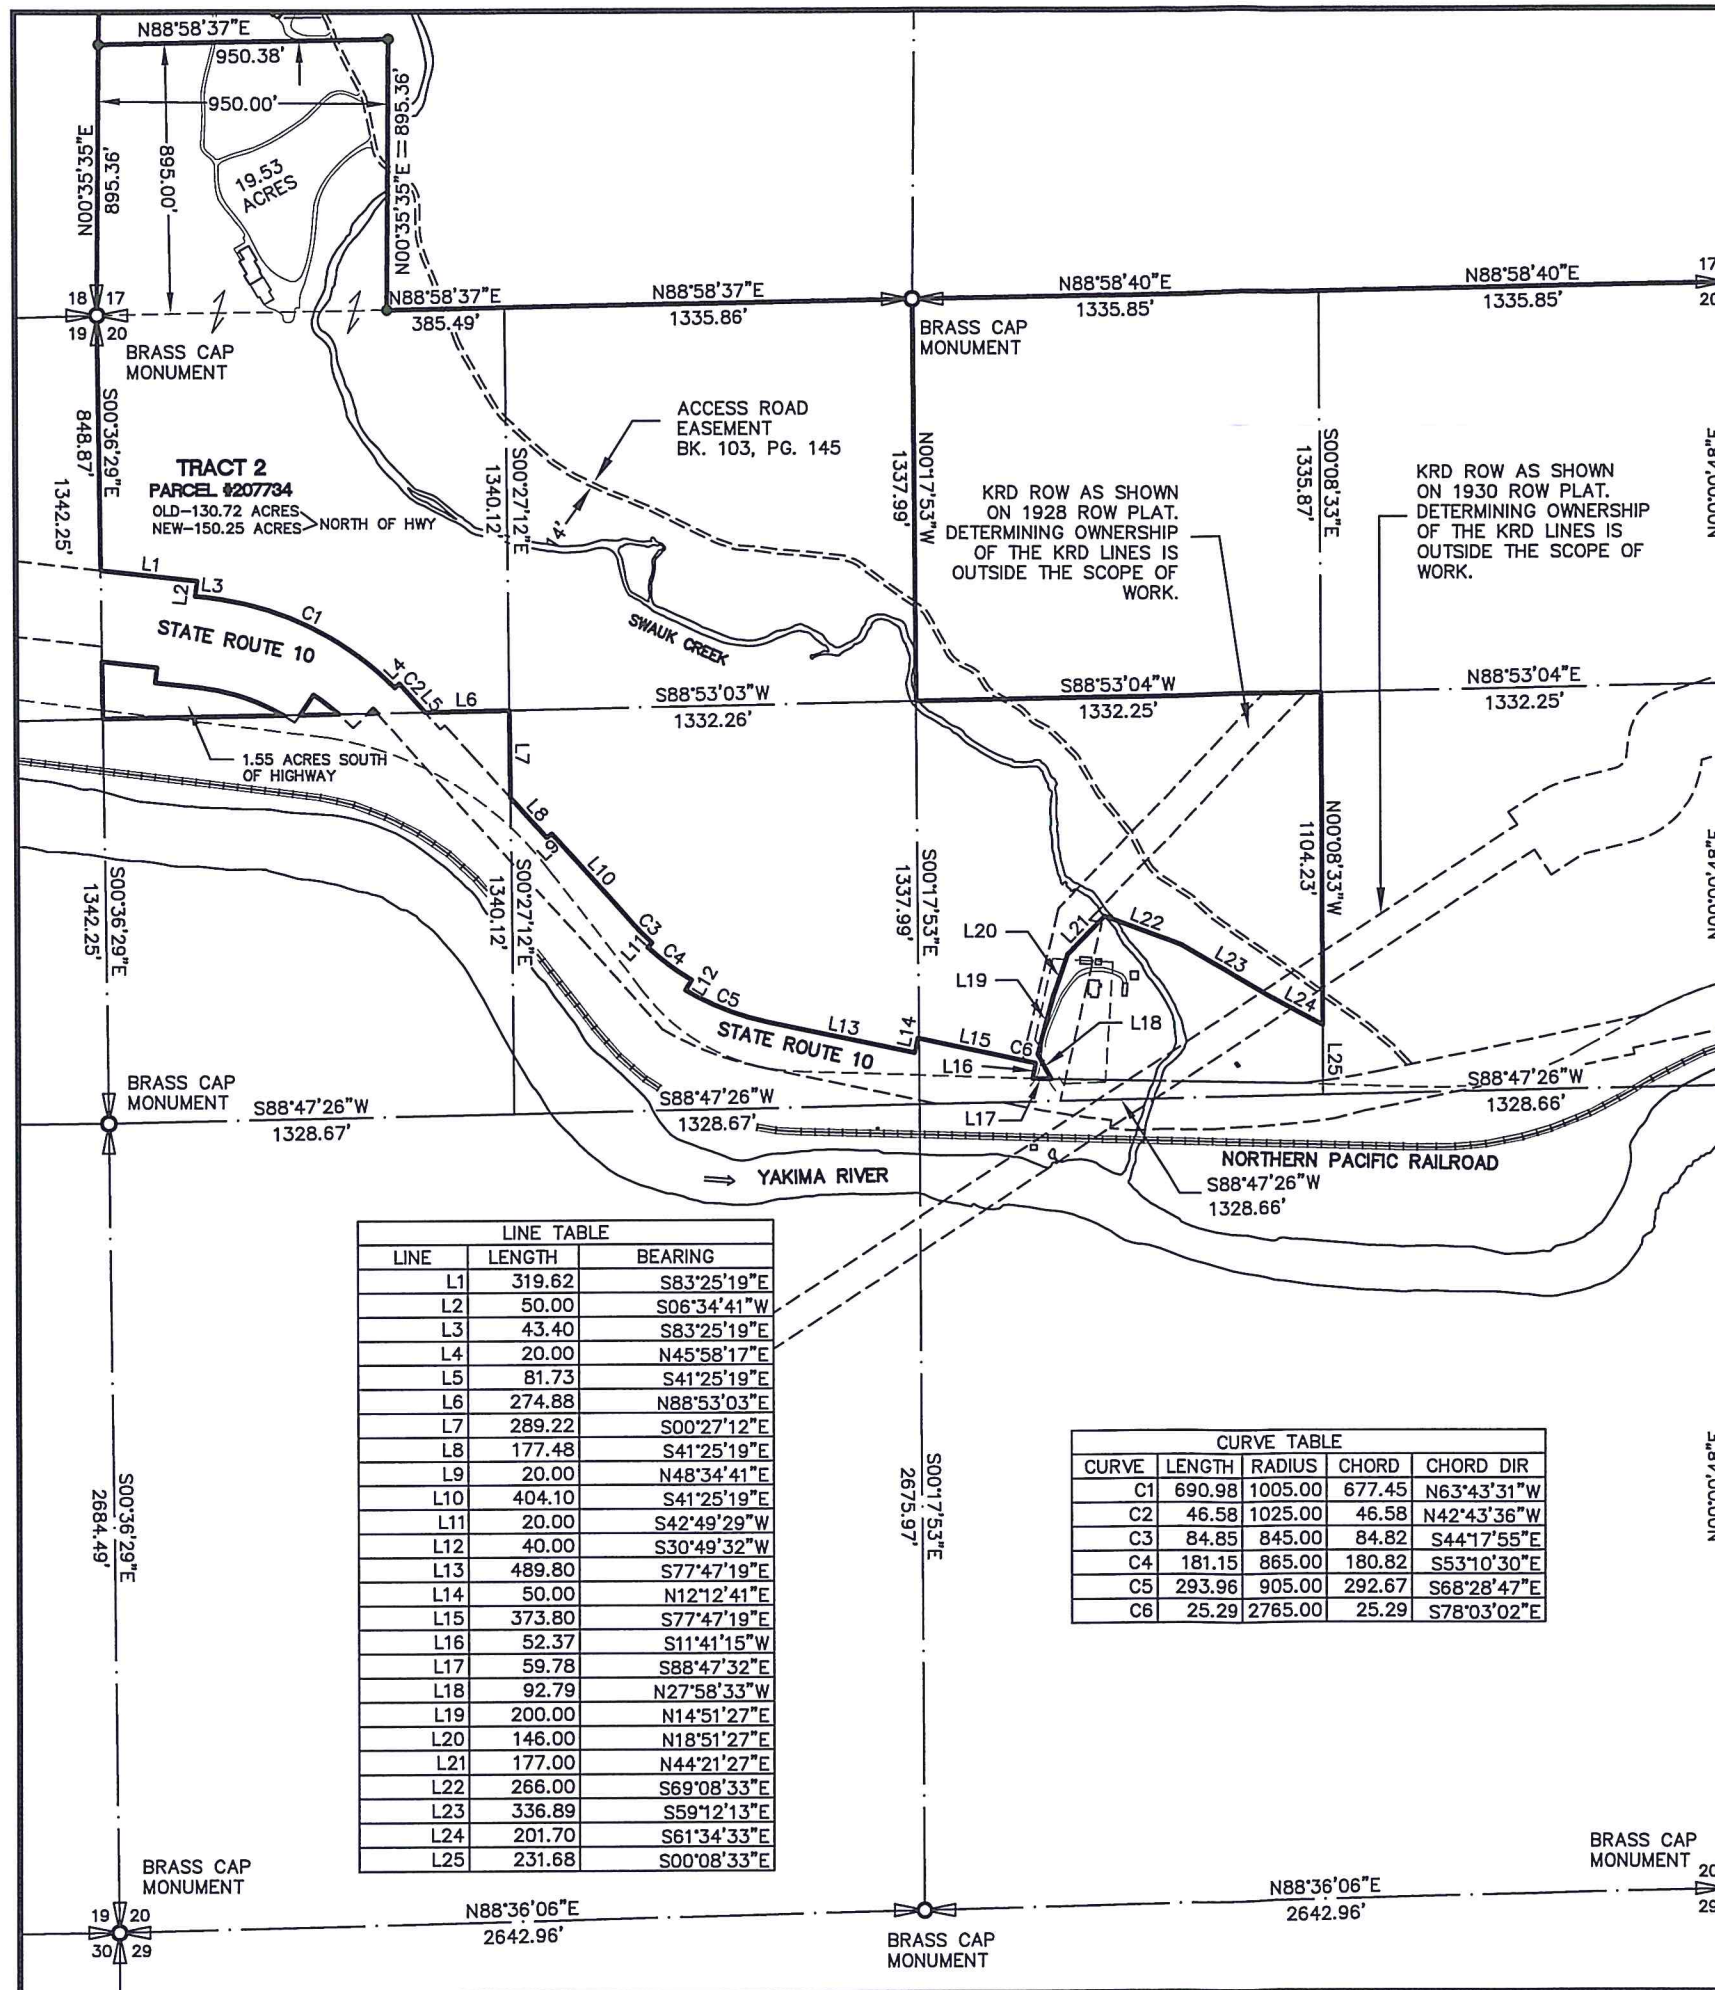 N88°58'37"E
950.38'
950.00'
N00°35'35"E
895.36'
895.00'
19.53
ACRES
N00°35'35"E = 895.36'
18 17
19 20
BRASS CAP
MONUMENT
N88°58'37"E
385.49'
N88°58'37"E
1335.86'
N88°58'40"E
1335.85'
N88°58'40"E
1335.85'
17
20
BRASS CAP
MONUMENT
S00°36'29"E
848.87'
1342.25'
TRACT 2
PARCEL #207734
OLD-130.72 ACRES
NEW-150.25 ACRES
NORTH OF HWY
ACCESS ROAD
EASEMENT
BK. 103, PG. 145
14'
S00°27'12"E
1340.12'
N00°17'53"W
1337.99'
KRD ROW AS SHOWN
ON 1928 ROW PLAT.
DETERMINING OWNERSHIP
OF THE KRD LINES IS
OUTSIDE THE SCOPE OF
WORK.
S00°08'33"E
1335.87'
KRD ROW AS SHOWN
ON 1930 ROW PLAT.
DETERMINING OWNERSHIP
OF THE KRD LINES IS
OUTSIDE THE SCOPE OF
WORK.
L1
L2
L3
C1
STATE ROUTE 10
L4
C2
L5
L6
SWAUK CREEK
S88°53'03"W
1332.26'
S88°53'04"W
1332.25'
N88°53'04"E
1332.25'
1.55 ACRES SOUTH
OF HIGHWAY
L7
L8
L9
L10
S00°36'29"E
1342.25'
S00°27'12"E
1340.12'
C3
L11
C4
L12
C5
L13
STATE ROUTE 10
S00°17'53"E
1337.99'
L14
L15
C6
L16
L17
L18
L19
L20
L21
L22
L23
L24
L25
N00°08'33"W
1104.23'
BRASS CAP
MONUMENT
S88°47'26"W
1328.67'
S88°47'26"W
1328.67'
S88°47'26"W
1328.66'
NORTHERN PACIFIC RAILROAD
S88°47'26"W
1328.66'
YAKIMA RIVER
LINE TABLE
LINE LENGTH BEARING
L1 319.62 S83°25'19"E
L2 50.00 S06°34'41"W
L3 43.40 S83°25'19"E
L4 20.00 N45°58'17"E
L5 81.73 S41°25'19"E
L6 274.88 N88°53'03"E
L7 289.22 S00°27'12"E
L8 177.48 S41°25'19"E
L9 20.00 N48°34'41"E
L10 404.10 S41°25'19"E
L11 20.00 S42°49'29"W
L12 40.00 S30°49'32"W
L13 489.80 S77°47'19"E
L14 50.00 N12°12'41"E
L15 373.80 S77°47'19"E
L16 52.37 S11°41'15"W
L17 59.78 S88°47'32"E
L18 92.79 N27°58'33"W
L19 200.00 N14°51'27"E
L20 146.00 N18°51'27"E
L21 177.00 N44°21'27"E
L22 266.00 S69°08'33"E
L23 336.89 S59°12'13"E
L24 201.70 S61°34'33"E
L25 231.68 S00°08'33"E
CURVE TABLE
CURVE LENGTH RADIUS CHORD CHORD DIR
C1 690.98 1005.00 677.45 N63°43'31"W
C2 46.58 1025.00 46.58 N42°43'36"W
C3 84.85 845.00 84.82 S44°17'55"E
C4 181.15 865.00 180.82 S53°10'30"E
C5 293.96 905.00 292.67 S68°28'47"E
C6 25.29 2765.00 25.29 S78°03'02"E
S00°36'29"E
2684.49'
S00°17'53"E
2675.97'
BRASS CAP
MONUMENT
19 20
30 29
N88°36'06"E
2642.96'
BRASS CAP
MONUMENT
N88°36'06"E
2642.96'
BRASS CAP
MONUMENT
20
29